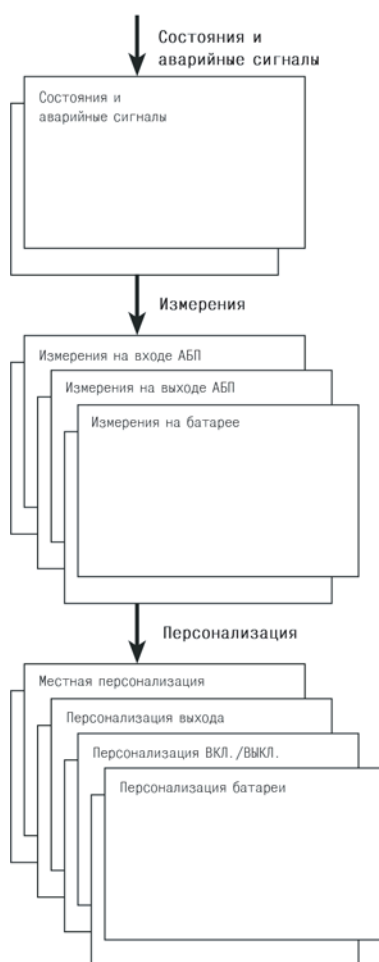 Состояния и
аварийные сигналы
Состояния и
аварийные сигналы
Измерения
Измерения на входе АБП
Измерения на выходе АБП
Измерения на батарее
Персонализация
Местная персонализация
Персонализация выхода
Персонализация ВКЛ./ВЫКЛ.
Персонализация батареи